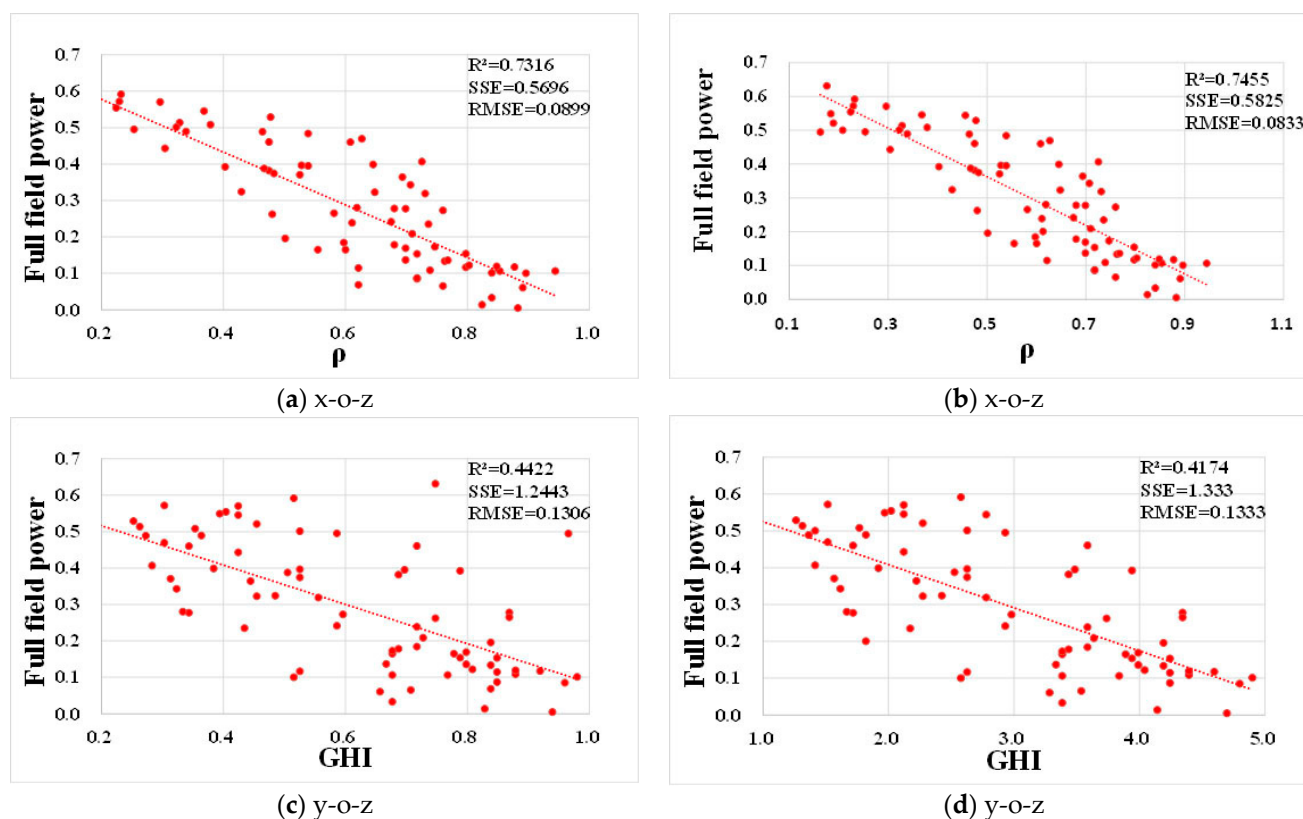 R²=0.7316
SSE=0.5696
RMSE=0.0899
Full field power
0.7
0.6
0.5
0.4
0.3
0.2
0.1
0.0
0.2 0.4 0.6 0.8 1.0
ρ
(a) x-o-z
R²=0.7455
SSE=0.5825
RMSE=0.0833
Full field power
0.7
0.6
0.5
0.4
0.3
0.2
0.1
0.0
0.1 0.3 0.5 0.7 0.9 1.1
ρ
(b) x-o-z
R²=0.4422
SSE=1.2443
RMSE=0.1306
Full field power
0.7
0.6
0.5
0.4
0.3
0.2
0.1
0.0
0.2 0.4 0.6 0.8 1.0
GHI
(c) y-o-z
R²=0.4174
SSE=1.333
RMSE=0.1333
Full field power
0.7
0.6
0.5
0.4
0.3
0.2
0.1
0.0
1.0 2.0 3.0 4.0 5.0
GHI
(d) y-o-z